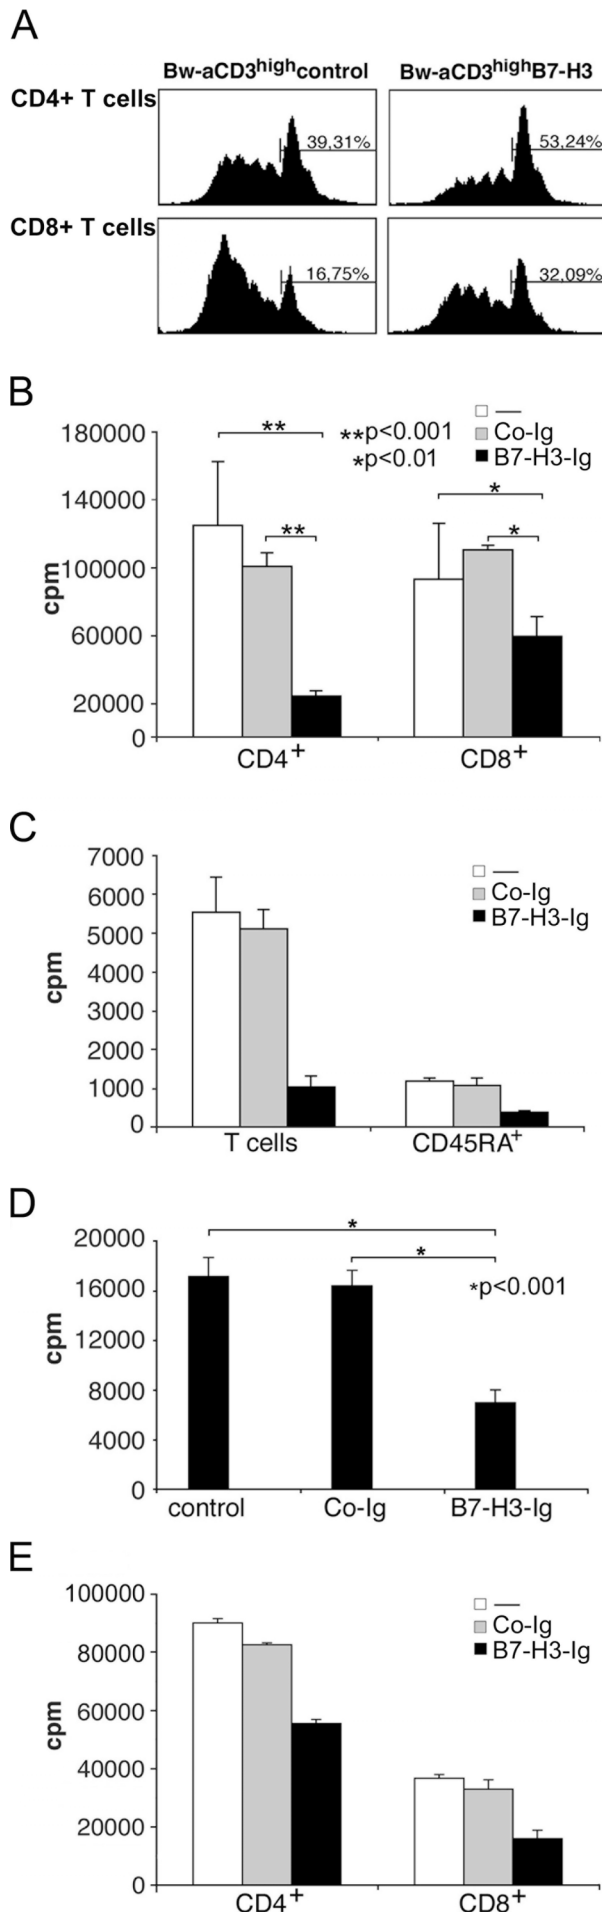 A
Bw-aCD3highcontrol Bw-aCD3highB7-H3
CD4+ T cells
39,31% 53,24%
CD8+ T cells
16,75% 32,09%
B
180000
140000
100000
60000
20000
0
cpm
** **p<0.001
*p<0.01
—
Co-Ig
B7-H3-Ig
**
*
*
CD4+ CD8+
C
7000
6000
5000
4000
3000
2000
1000
0
cpm
—
Co-Ig
B7-H3-Ig
T cells CD45RA+
D
20000
16000
12000
8000
4000
0
cpm
*
*
*p<0.001
control Co-Ig B7-H3-Ig
E
100000
80000
60000
40000
20000
0
cpm
—
Co-Ig
B7-H3-Ig
CD4+ CD8+